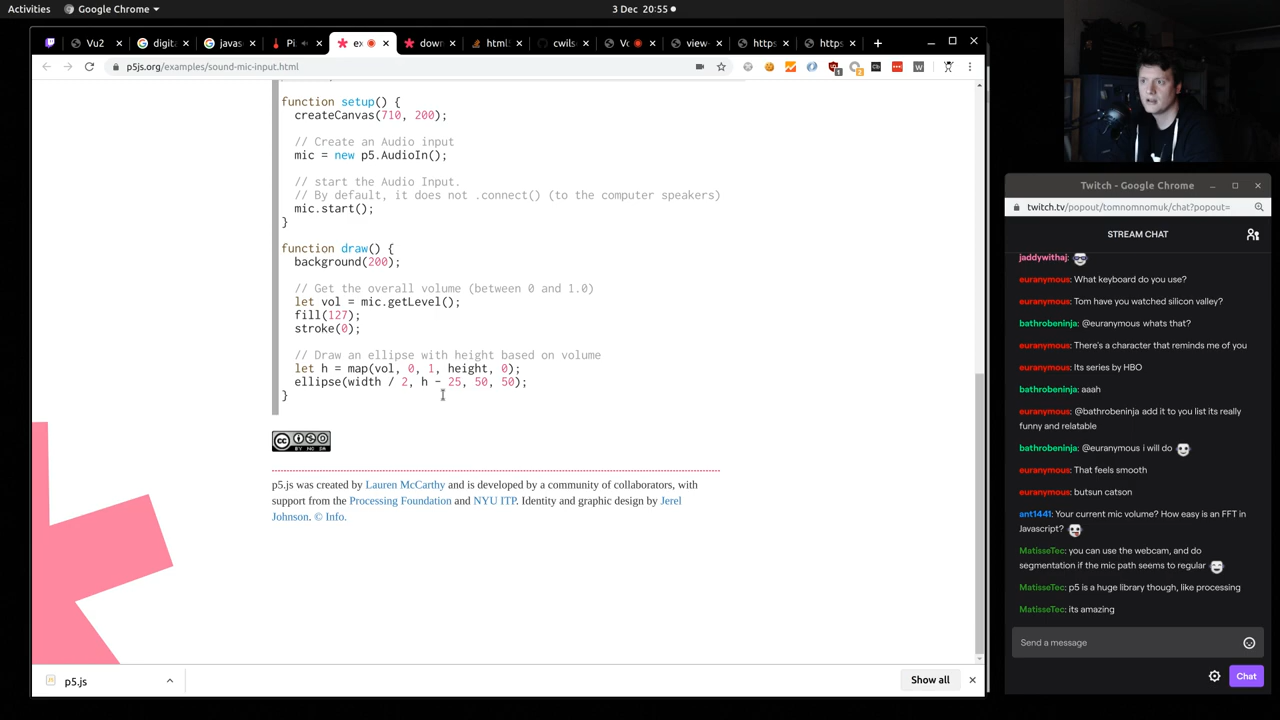 Activities
Google Chrome
3 Dec 20:55
Vu2
digita
javasc
Pi
ex
down
html
cwils
Vo
view-
https
https
p5js.org/examples/sound-mic-input.html
function setup() {
createCanvas(710, 200);
// Create an Audio input
mic = new p5.AudioIn();
// start the Audio Input.
// By default, it does not .connect() (to the computer speakers)
mic.start();
}
function draw() {
background(200);
// Get the overall volume (between 0 and 1.0)
let vol = mic.getLevel();
fill(127);
stroke(0);
// Draw an ellipse with height based on volume
let h = map(vol, 0, 1, height, 0);
ellipse(width / 2, h - 25, 50, 50);
}
p5.js was created by Lauren McCarthy and is developed by a community of collaborators, with
support from the Processing Foundation and NYU ITP. Identity and graphic design by Jerel
Johnson. © Info.
p5.js
Show all
Twitch - Google Chrome
twitch.tv/popout/tomnomnomuk/chat?popout=
STREAM CHAT
jaddywithaj:
euranymous: What keyboard do you use?
euranymous: Tom have you watched silicon valley?
bathrobeninja: @euranymous whats that?
euranymous: There's a character that reminds me of you
euranymous: Its series by HBO
bathrobeninja: aaah
euranymous: @bathrobeninja add it to you list its really
funny and relatable
bathrobeninja: @euranymous i will do
euranymous: That feels smooth
euranymous: butsun catson
ant1441: Your current mic volume? How easy is an FFT in
Javascript?
MatisseTec: you can use the webcam, and do
segmentation if the mic path seems to regular
MatisseTec: p5 is a huge library though, like processing
MatisseTec: its amazing
Send a message
Chat